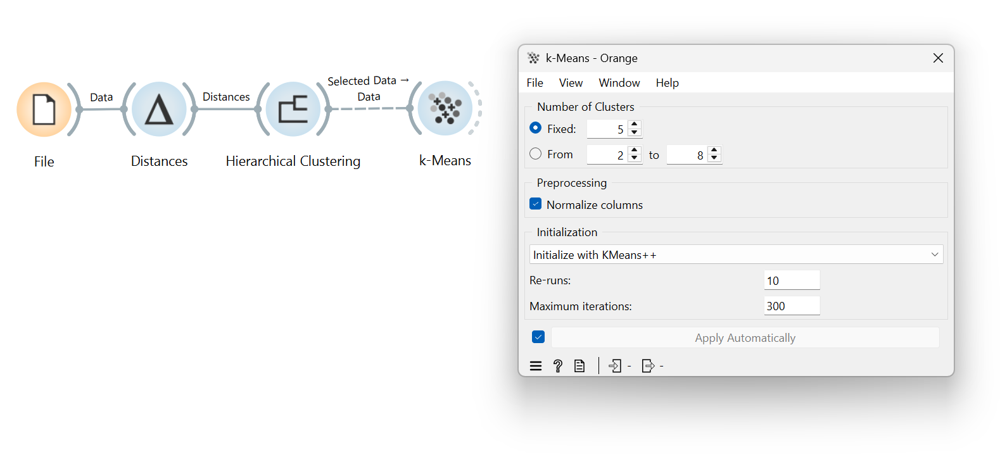 Data
Distances
Selected Data →
Data
File
Distances
Hierarchical Clustering
k-Means
k-Means - Orange
File View Window Help
Number of Clusters
Fixed: 5
From 2 to 8
Preprocessing
Normalize columns
Initialization
Initialize with KMeans++
Re-runs: 10
Maximum iterations: 300
Apply Automatically
? - -